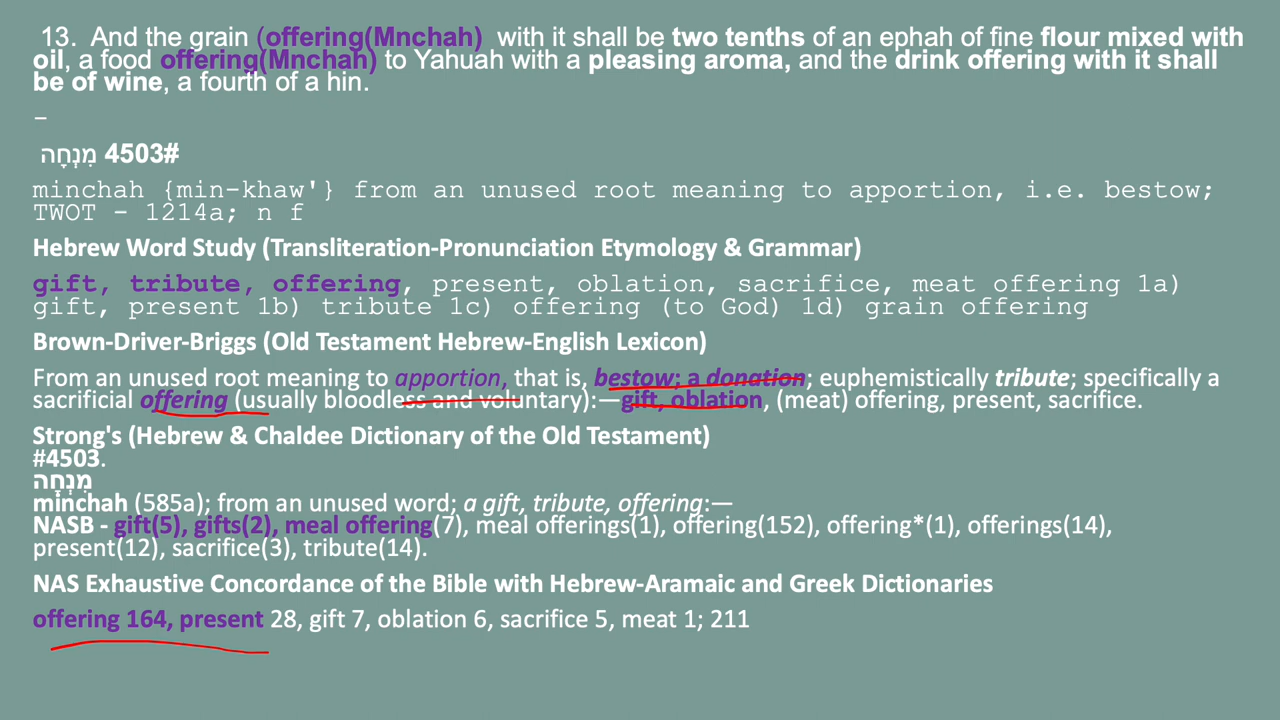 13. And the grain (offering(Mnchah) with it shall be two tenths of an ephah of fine flour mixed with
oil, a food offering(Mnchah) to Yahuah with a pleasing aroma, and the drink offering with it shall
be of wine, a fourth of a hin.
–
מִנְחָה 4503#
minchah {min-khaw'} from an unused root meaning to apportion, i.e. bestow;
TWOT - 1214a; n f
Hebrew Word Study (Transliteration-Pronunciation Etymology & Grammar)
gift, tribute, offering, present, oblation, sacrifice, meat offering 1a)
gift, present 1b) tribute 1c) offering (to God) 1d) grain offering
Brown-Driver-Briggs (Old Testament Hebrew-English Lexicon)
From an unused root meaning to apportion, that is, bestow; a donation; euphemistically tribute; specifically a
sacrificial offering (usually bloodless and voluntary):—gift, oblation, (meat) offering, present, sacrifice.
Strong's (Hebrew & Chaldee Dictionary of the Old Testament)
#4503.
מִנְחָה
minchah (585a); from an unused word; a gift, tribute, offering:—
NASB - gift(5), gifts(2), meal offering(7), meal offerings(1), offering(152), offering*(1), offerings(14),
present(12), sacrifice(3), tribute(14).
NAS Exhaustive Concordance of the Bible with Hebrew-Aramaic and Greek Dictionaries
offering 164, present 28, gift 7, oblation 6, sacrifice 5, meat 1; 211